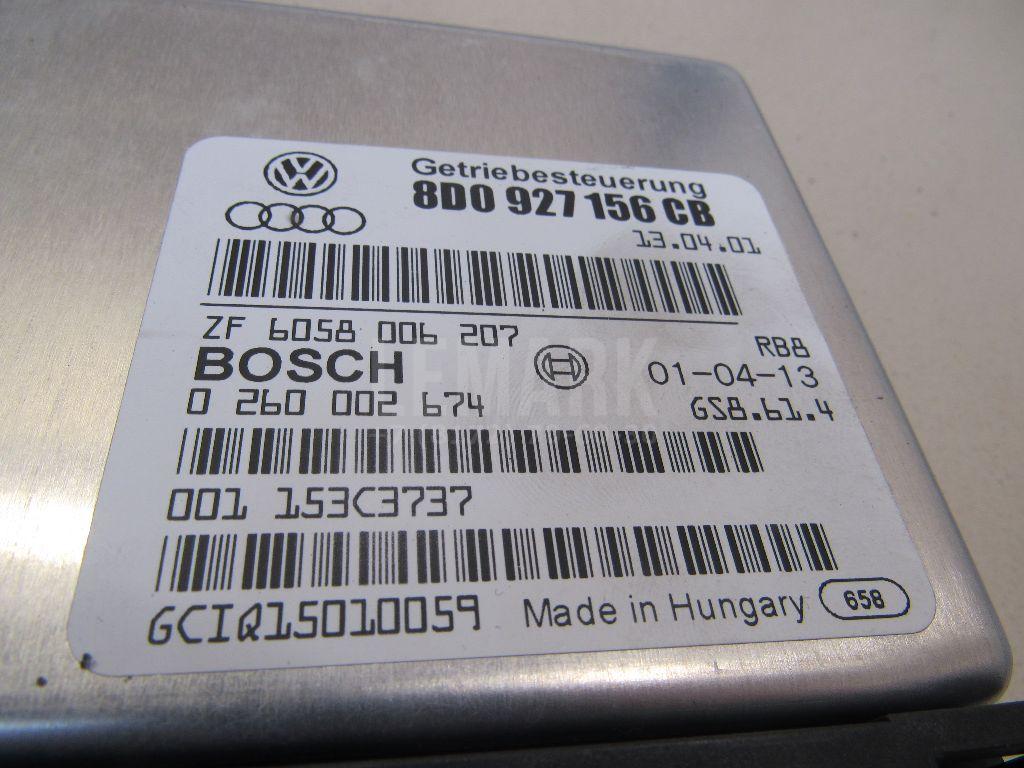 Getriebesteuerung
8D0 927 156 CB
13.04.01
ZF 6058 006 207
RB8
BOSCH
01-04-13
0 260 002 674
GS8.61.4
001 153C3737
GCIQ15010059
Made in Hungary
658